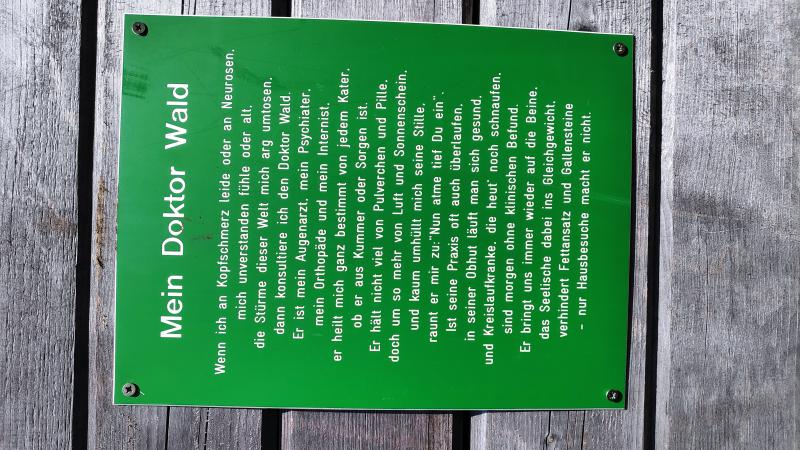 Mein Doktor Wald
Wenn ich an Kopfschmerz leide oder an Neurosen.
mich unverstanden fühle oder alt,
die Stürme dieser Welt mich arg umtosen,
dann konsultiere ich den Doktor Wald.
Er ist mein Augenarzt, mein Psychiater,
mein Orthopäde und mein Internist.
er heilt mich ganz bestimmt von jedem Kater.
ob er aus Kummer oder Sorgen ist.
Er hält nicht viel von Pulverchen und Pille.
doch um so mehr von Luft und Sonnenschein.
und kaum umhüllt mich seine Stille.
raunt er mir zu:"Nun atme tief Du ein".
Ist seine Praxis oft auch überlaufen,
in seiner Obhut läuft man sich gesund.
und Kreislaufkranke, die heut' noch schnaufen.
sind morgen ohne klinischen Befund.
Er bringt uns immer wieder auf die Beine.
das Seelische dabei ins Gleichgewicht.
verhindert Fettansatz und Gallensteine
- nur Hausbesuche macht er nicht.